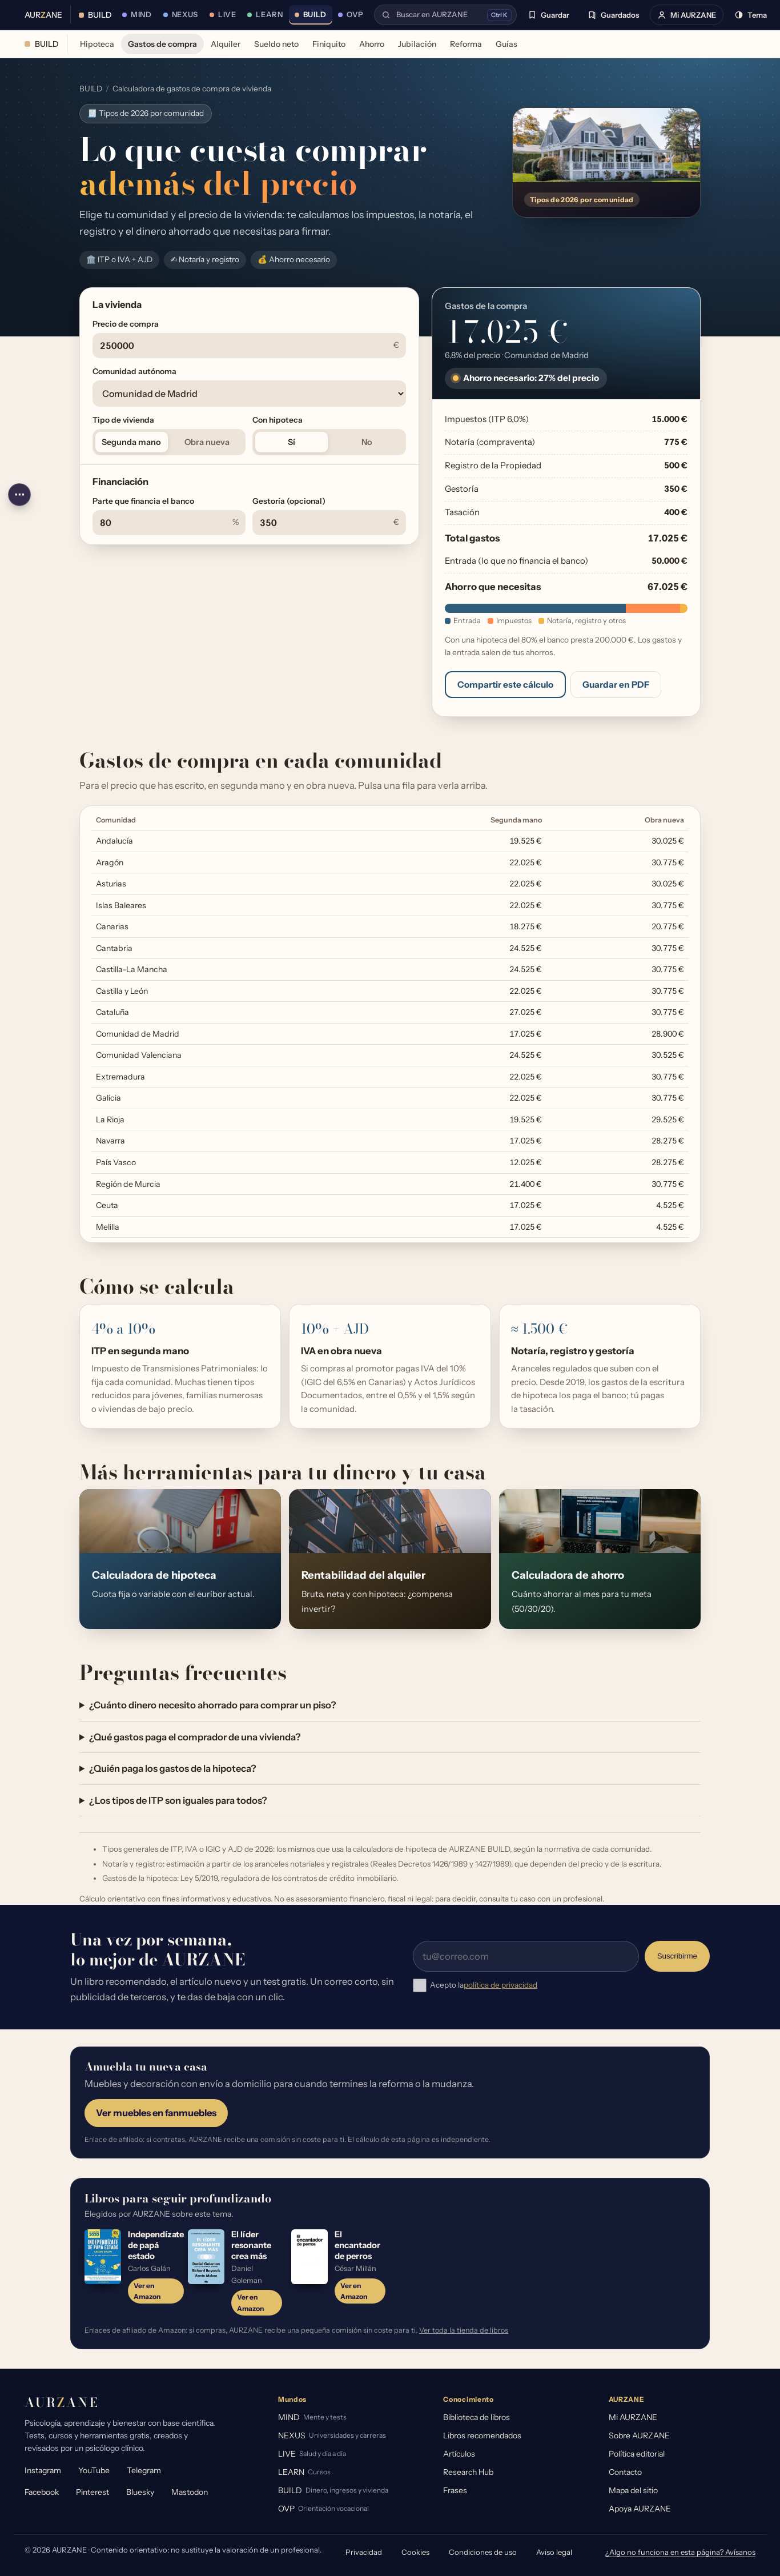 AURZANE BUILD MIND NEXUS LIVE LEARN BUILD OVP Buscar en AURZANE Ctrl K Guardar Guardados Mi AURZANE Tema
BUILD Hipoteca Gastos de compra Alquiler Sueldo neto Finiquito Ahorro Jubilación Reforma Guías
BUILD / Calculadora de gastos de compra de vivienda
Tipos de 2026 por comunidad
Lo que cuesta comprar
además del precio
Elige tu comunidad y el precio de la vivienda: te calculamos los impuestos, la notaría, el
registro y el dinero ahorrado que necesitas para firmar.
ITP o IVA + AJD Notaría y registro Ahorro necesario
Tipos de 2026 por comunidad
La vivienda
Precio de compra
250000 €
Comunidad autónoma
Comunidad de Madrid
Tipo de vivienda Con hipoteca
Segunda mano Obra nueva Sí No
Financiación
Parte que financia el banco Gestoría (opcional)
80 % 350 €
Gastos de la compra
17.025 €
6,8% del precio · Comunidad de Madrid
Ahorro necesario: 27% del precio
Impuestos (ITP 6,0%) 15.000 €
Notaría (compraventa) 775 €
Registro de la Propiedad 500 €
Gestoría 350 €
Tasación 400 €
Total gastos 17.025 €
Entrada (lo que no financia el banco) 50.000 €
Ahorro que necesitas 67.025 €
Entrada Impuestos Notaría, registro y otros
Con una hipoteca del 80% el banco presta 200.000 €. Los gastos y
la entrada salen de tus ahorros.
Compartir este cálculo Guardar en PDF
Gastos de compra en cada comunidad
Para el precio que has escrito, en segunda mano y en obra nueva. Pulsa una fila para verla arriba.
Comunidad Segunda mano Obra nueva
Andalucía 19.525 € 30.025 €
Aragón 22.025 € 30.775 €
Asturias 22.025 € 30.025 €
Islas Baleares 22.025 € 30.775 €
Canarias 18.275 € 20.775 €
Cantabria 24.525 € 30.775 €
Castilla-La Mancha 24.525 € 30.775 €
Castilla y León 22.025 € 30.775 €
Cataluña 27.025 € 30.775 €
Comunidad de Madrid 17.025 € 28.900 €
Comunidad Valenciana 24.525 € 30.525 €
Extremadura 22.025 € 30.775 €
Galicia 22.025 € 30.775 €
La Rioja 19.525 € 29.525 €
Navarra 17.025 € 28.275 €
País Vasco 12.025 € 28.275 €
Región de Murcia 21.400 € 30.775 €
Ceuta 17.025 € 4.525 €
Melilla 17.025 € 4.525 €
Cómo se calcula
4% a 10%
ITP en segunda mano
Impuesto de Transmisiones Patrimoniales: lo
fija cada comunidad. Muchas tienen tipos
reducidos para jóvenes, familias numerosas
o viviendas de bajo precio.
10% + AJD
IVA en obra nueva
Si compras al promotor pagas IVA del 10%
(IGIC del 6,5% en Canarias) y Actos Jurídicos
Documentados, entre el 0,5% y el 1,5% según
la comunidad.
≈ 1.500 €
Notaría, registro y gestoría
Aranceles regulados que suben con el
precio. Desde 2019, los gastos de la escritura
de hipoteca los paga el banco; tú pagas
la tasación.
Más herramientas para tu dinero y tu casa
Calculadora de hipoteca
Cuota fija o variable con el euríbor actual.
Rentabilidad del alquiler
Bruta, neta y con hipoteca: ¿compensa
invertir?
Calculadora de ahorro
Cuánto ahorrar al mes para tu meta
(50/30/20).
Preguntas frecuentes
¿Cuánto dinero necesito ahorrado para comprar un piso?
¿Qué gastos paga el comprador de una vivienda?
¿Quién paga los gastos de la hipoteca?
¿Los tipos de ITP son iguales para todos?
Tipos generales de ITP, IVA o IGIC y AJD de 2026: los mismos que usa la calculadora de hipoteca de AURZANE BUILD, según la normativa de cada comunidad.
Notaría y registro: estimación a partir de los aranceles notariales y registrales (Reales Decretos 1426/1989 y 1427/1989), que dependen del precio y de la escritura.
Gastos de la hipoteca: Ley 5/2019, reguladora de los contratos de crédito inmobiliario.
Cálculo orientativo con fines informativos y educativos. No es asesoramiento financiero, fiscal ni legal: para decidir, consulta tu caso con un profesional.
Una vez por semana,
lo mejor de AURZANE
Un libro recomendado, el artículo nuevo y un test gratis. Un correo corto, sin
publicidad de terceros, y te das de baja con un clic.
tu@correo.com Suscribirme
Acepto la política de privacidad
Amuebla tu nueva casa
Muebles y decoración con envío a domicilio para cuando termines la reforma o la mudanza.
Ver muebles en fanmuebles
Enlace de afiliado: si contratas, AURZANE recibe una comisión sin coste para ti. El cálculo de esta página es independiente.
Libros para seguir profundizando
Elegidos por AURZANE sobre este tema.
INDEPENDÍZATE
DE PAPÁ
ESTADO
Independízate
de papá
estado
Carlos Galán
Ver en
Amazon
EL LÍDER
RESONANTE
CREA MÁS
El líder
resonante
crea más
Daniel
Goleman
Ver en
Amazon
El
encantador
de perros
El
encantador
de perros
César Millán
Ver en
Amazon
Enlaces de afiliado de Amazon: si compras, AURZANE recibe una pequeña comisión sin coste para ti. Ver toda la tienda de libros
AURZANE
Psicología, aprendizaje y bienestar con base científica.
Tests, cursos y herramientas gratis, creados y
revisados por un psicólogo clínico.
Instagram YouTube Telegram
Facebook Pinterest Bluesky Mastodon
Mundos
MIND Mente y tests
NEXUS Universidades y carreras
LIVE Salud y día a día
LEARN Cursos
BUILD Dinero, ingresos y vivienda
OVP Orientación vocacional
Conocimiento
Biblioteca de libros
Libros recomendados
Artículos
Research Hub
Frases
AURZANE
Mi AURZANE
Sobre AURZANE
Política editorial
Contacto
Mapa del sitio
Apoya AURZANE
© 2026 AURZANE · Contenido orientativo: no sustituye la valoración de un profesional. Privacidad Cookies Condiciones de uso Aviso legal ¿Algo no funciona en esta página? Avísanos